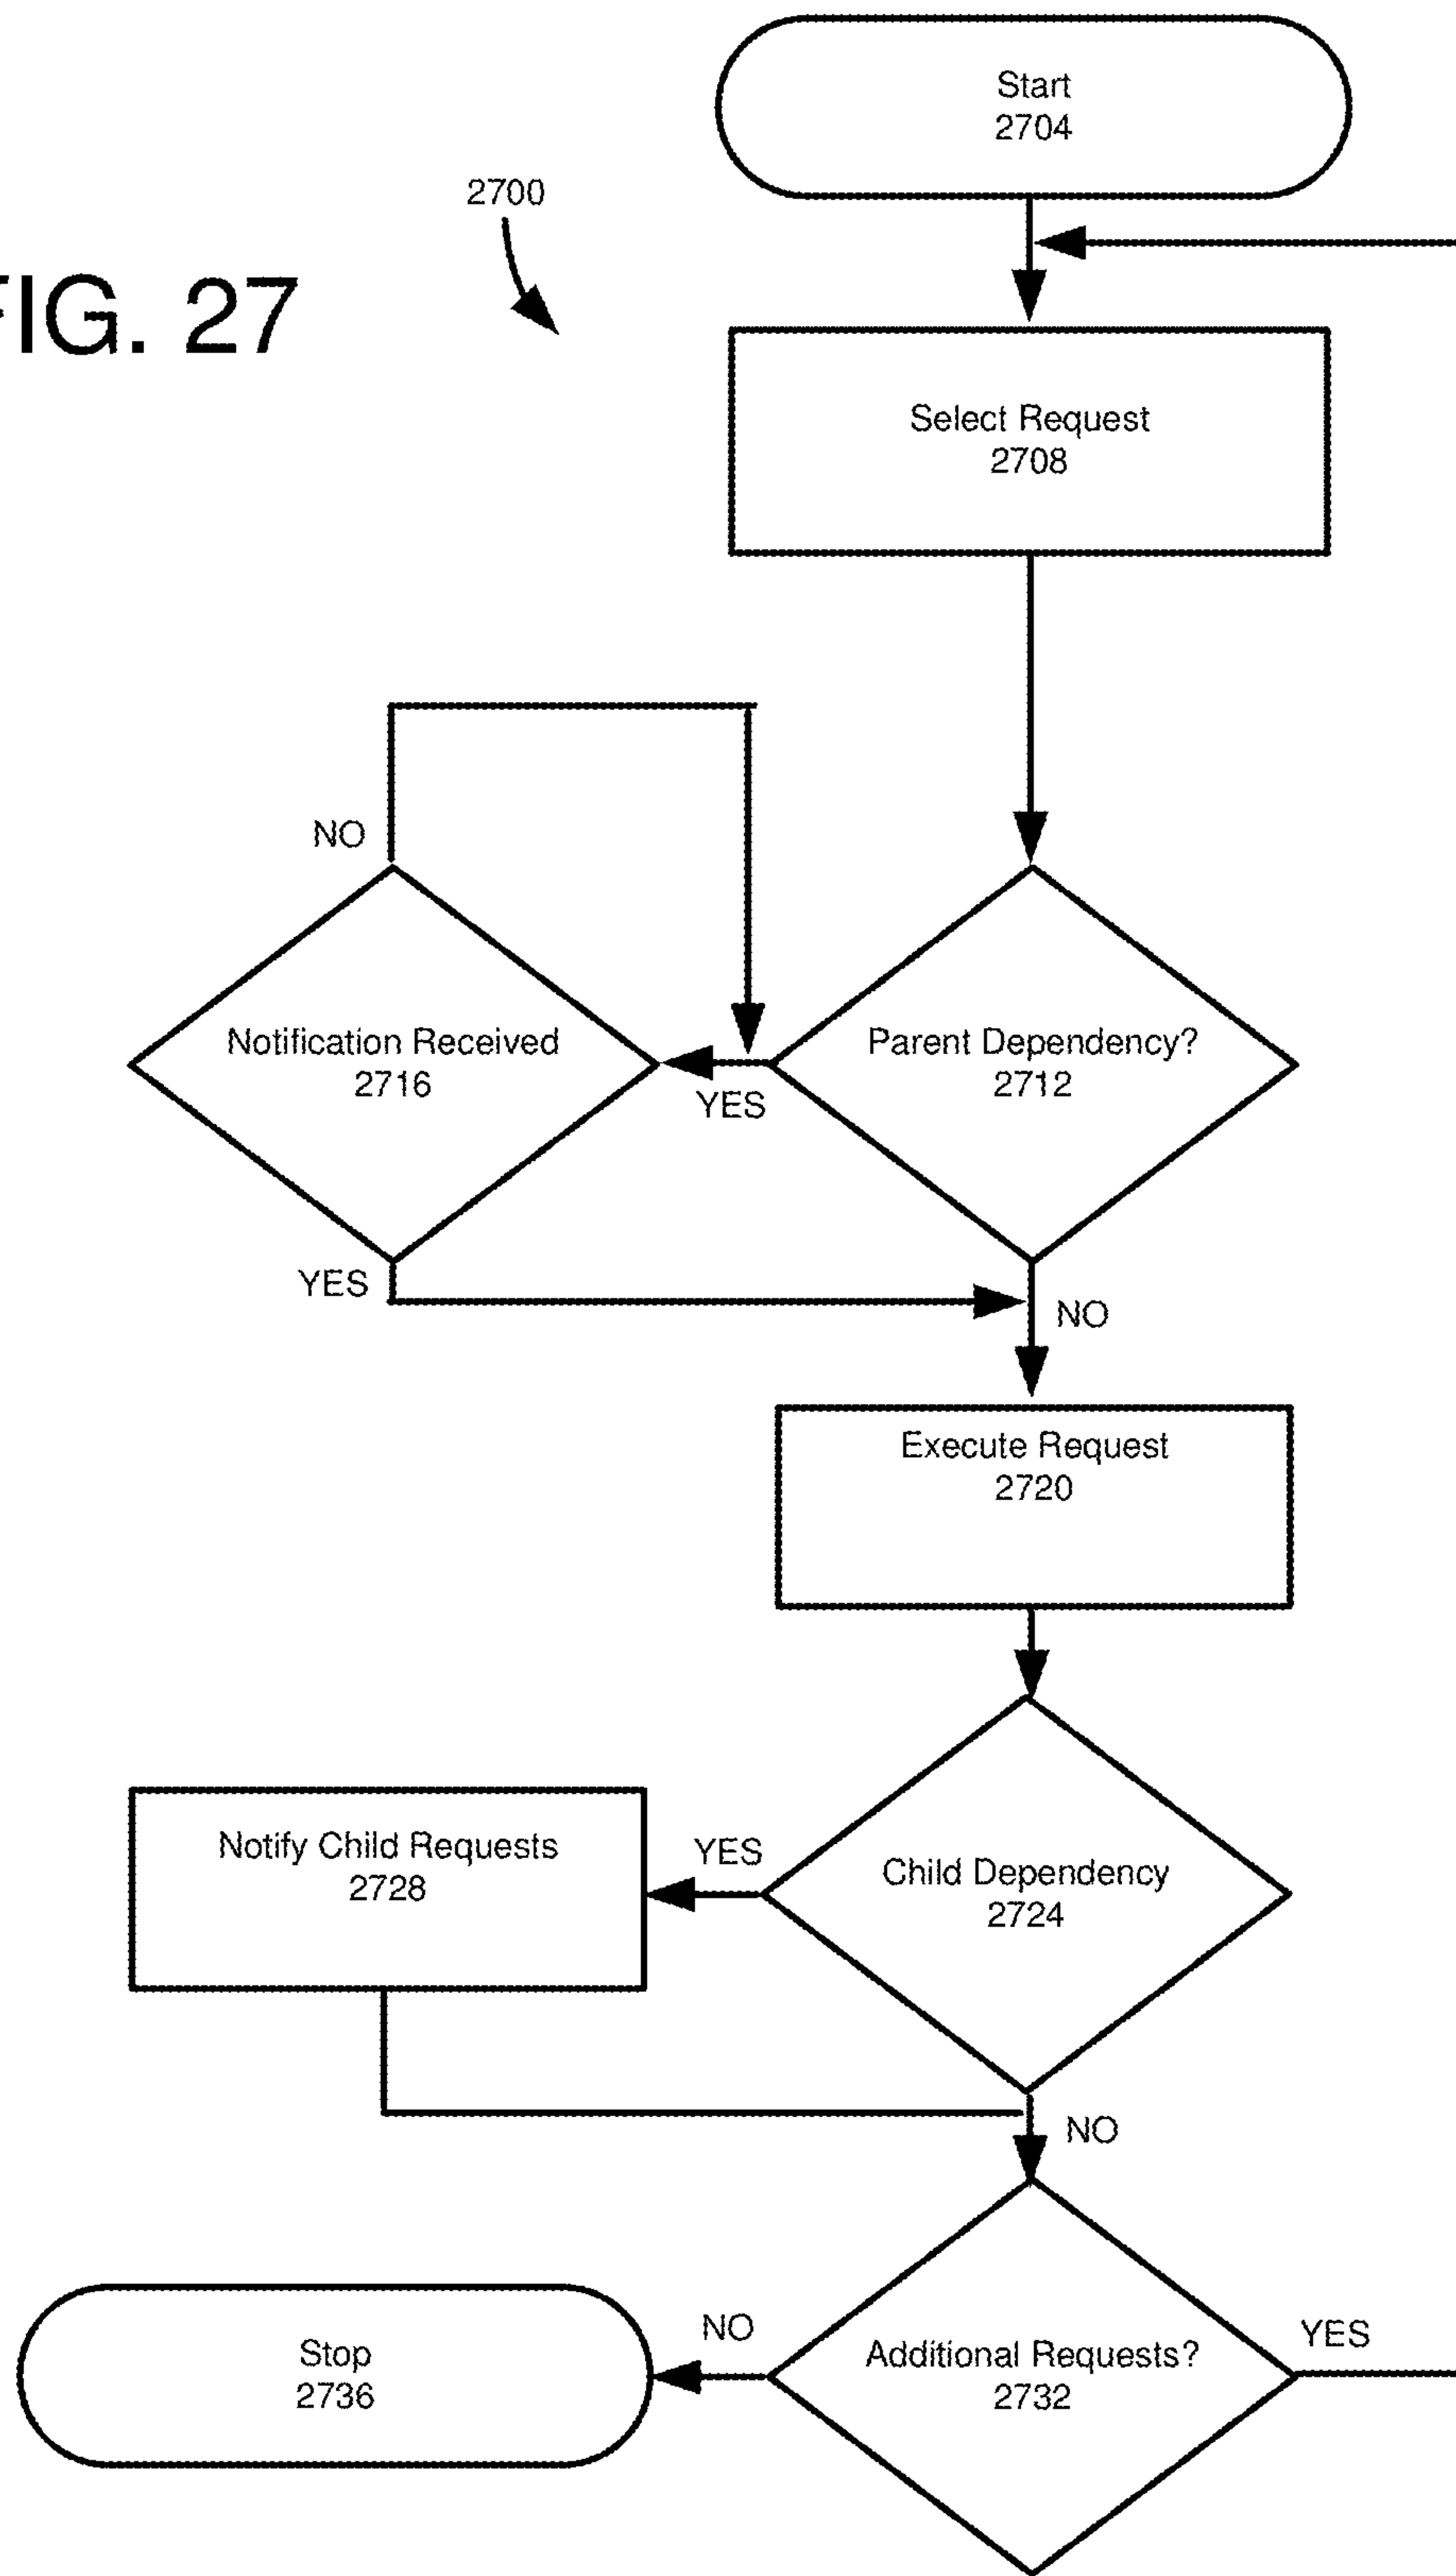 Start
2704
2700
FIG. 27
Select Request
2708
NO
Notification Received
2716
YES
Parent Dependency?
2712
YES
NO
Execute Request
2720
Notify Child Requests
2728
YES
Child Dependency
2724
NO
Stop
2736
NO
Additional Requests?
2732
YES